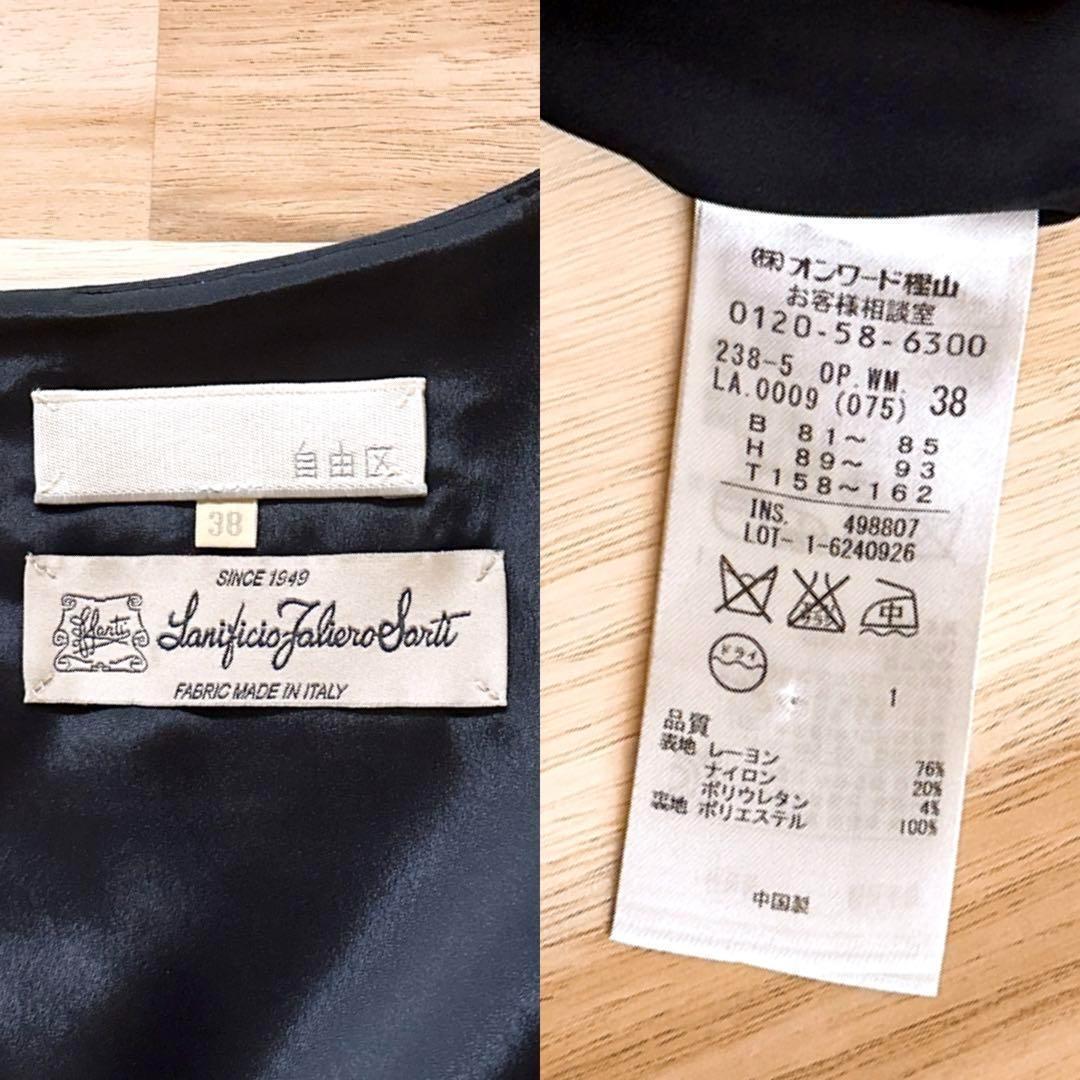 自由区
38
SINCE 1949
Lanificio Faliero Sarti
FABRIC MADE IN ITALY
(株)オンワード樫山
お客様相談室
0120-58-6300
238-5 OP.WM.
LA.0009 (075) 38
B 81～ 85
H 89～ 93
T158～162
INS. 498807
LOT- 1-6240926
中
ドライ
1
品質
表地 レーヨン 76%
ナイロン 20%
ポリウレタン 4%
裏地 ポリエステル 100%
中国製